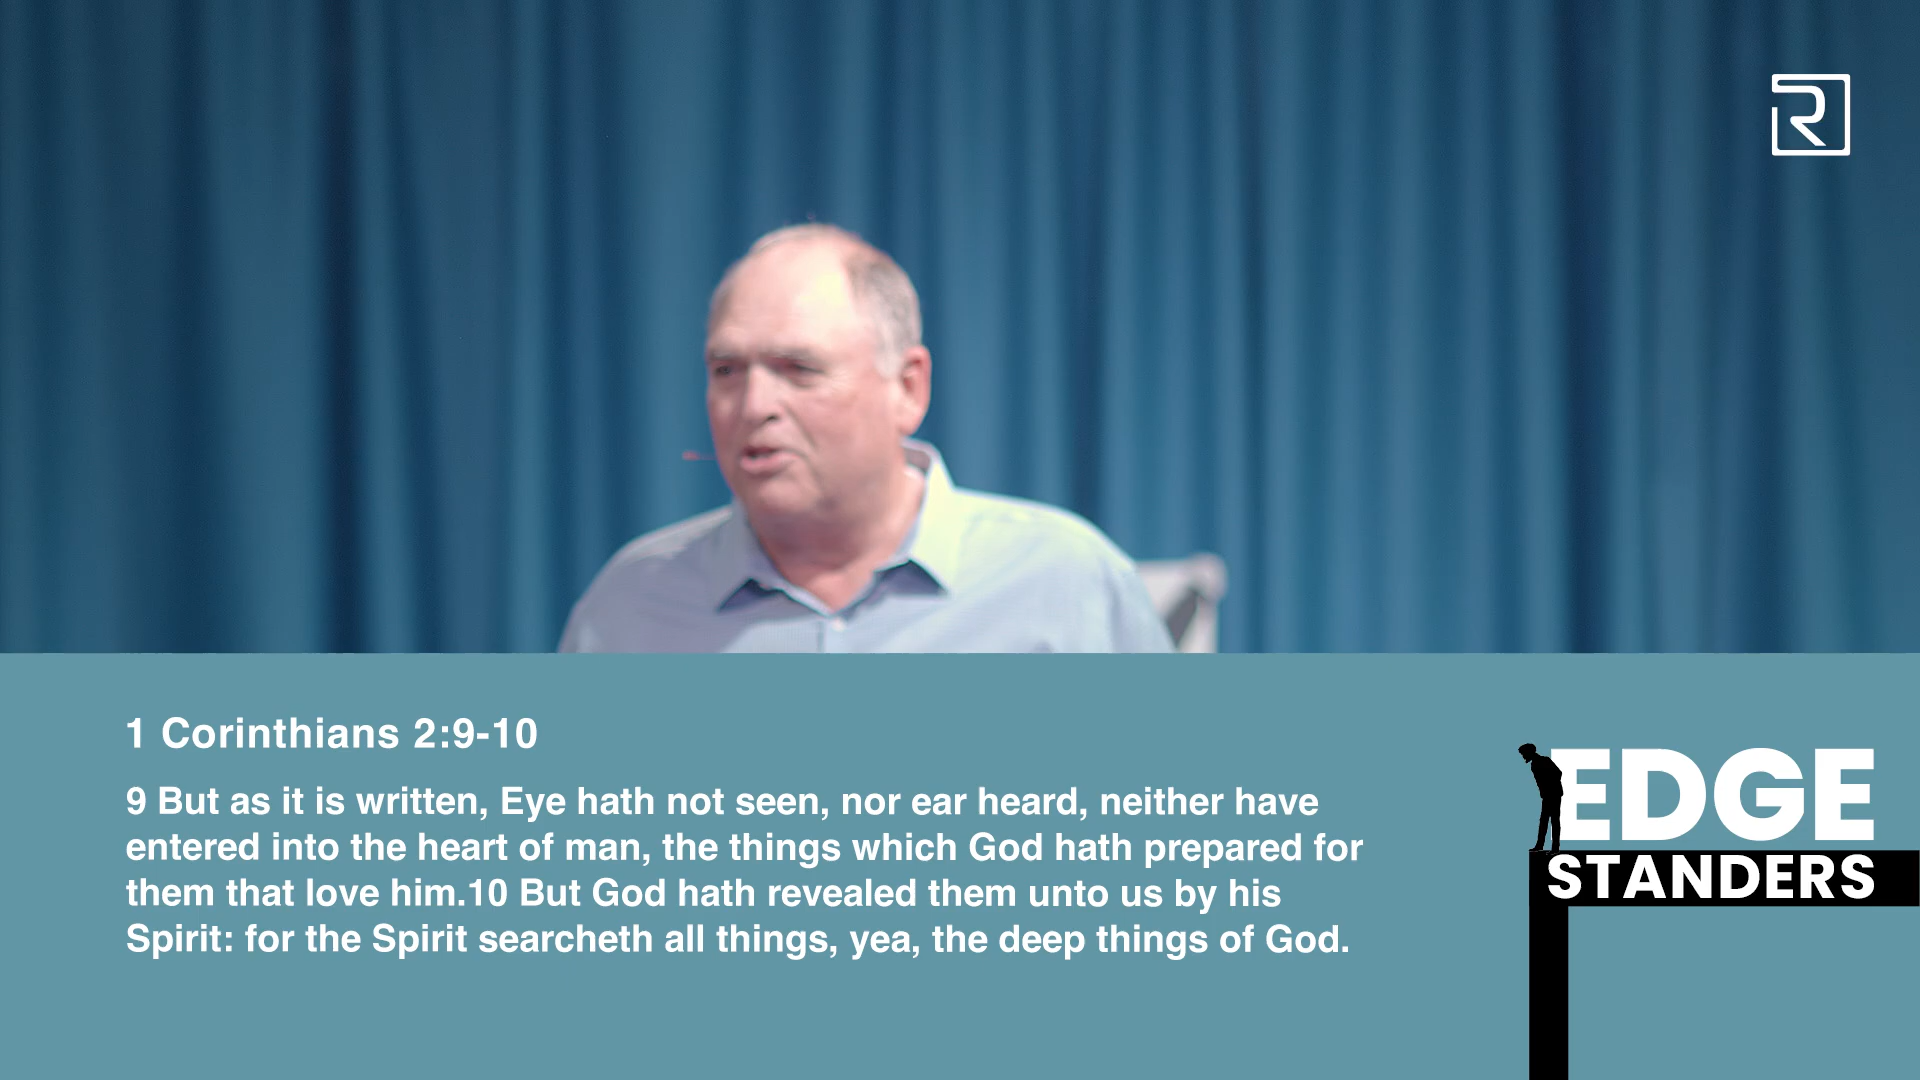 R
1 Corinthians 2:9-10
9 But as it is written, Eye hath not seen, nor ear heard, neither have
entered into the heart of man, the things which God hath prepared for
them that love him.10 But God hath revealed them unto us by his
Spirit: for the Spirit searcheth all things, yea, the deep things of God.
EDGE
STANDERS